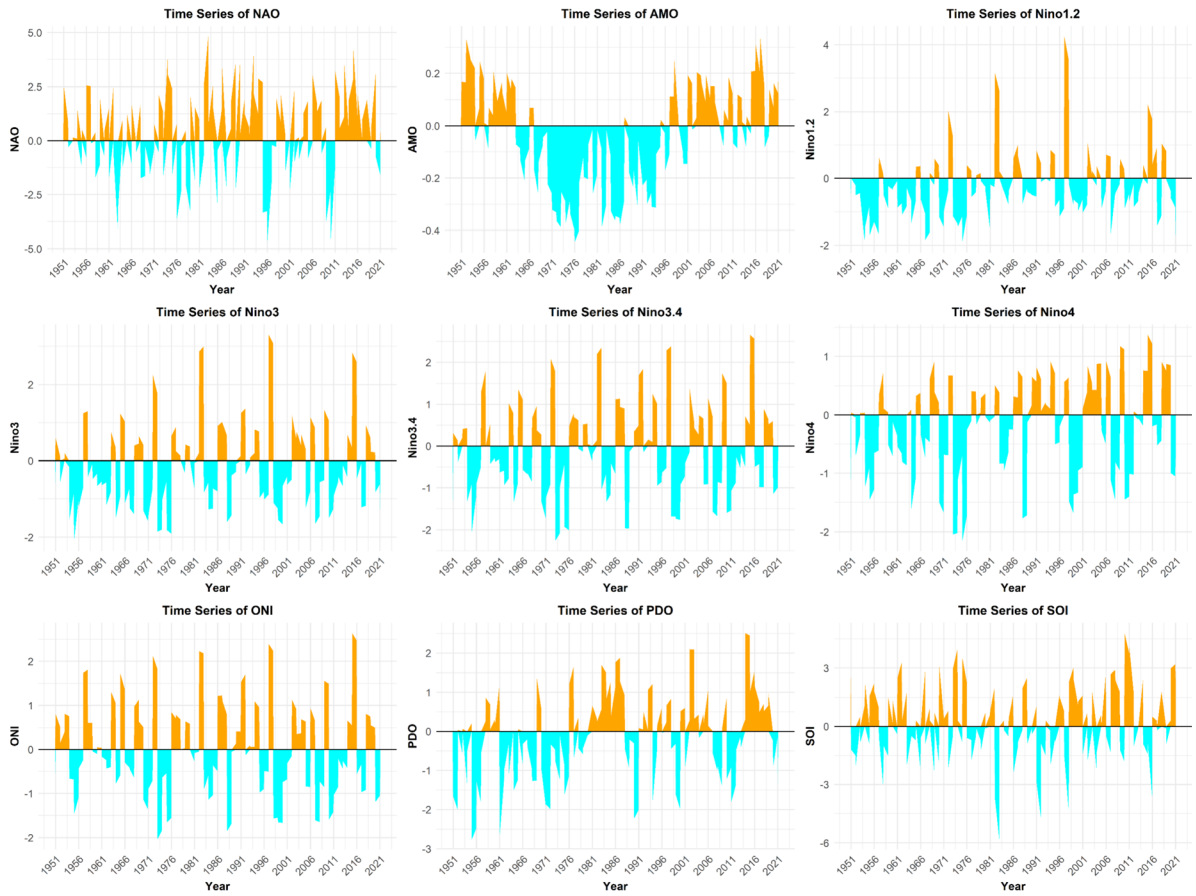 Time Series of NAO
5.0
2.5
0.0
-2.5
-5.0
NAO
1951 1956 1961 1966 1971 1976 1981 1986 1991 1996 2001 2006 2011 2016 2021
Year
Time Series of AMO
0.2
0.0
-0.2
-0.4
AMO
1951 1956 1961 1966 1971 1976 1981 1986 1991 1996 2001 2006 2011 2016 2021
Year
Time Series of Nino1.2
4
2
0
-2
Nino1.2
1951 1956 1961 1966 1971 1976 1981 1986 1991 1996 2001 2006 2011 2016 2021
Year
Time Series of Nino3
2
0
-2
Nino3
1951 1956 1961 1966 1971 1976 1981 1986 1991 1996 2001 2006 2011 2016 2021
Year
Time Series of Nino3.4
2
1
0
-1
-2
Nino3.4
1951 1956 1961 1966 1971 1976 1981 1986 1991 1996 2001 2006 2011 2016 2021
Year
Time Series of Nino4
1
0
-1
-2
Nino4
1951 1956 1961 1966 1971 1976 1981 1986 1991 1996 2001 2006 2011 2016 2021
Year
Time Series of ONI
2
1
0
-1
-2
ONI
1951 1956 1961 1966 1971 1976 1981 1986 1991 1996 2001 2006 2011 2016 2021
Year
Time Series of PDO
2
1
0
-1
-2
-3
PDO
1951 1956 1961 1966 1971 1976 1981 1986 1991 1996 2001 2006 2011 2016 2021
Year
Time Series of SOI
3
0
-3
-6
SOI
1951 1956 1961 1966 1971 1976 1981 1986 1991 1996 2001 2006 2011 2016 2021
Year